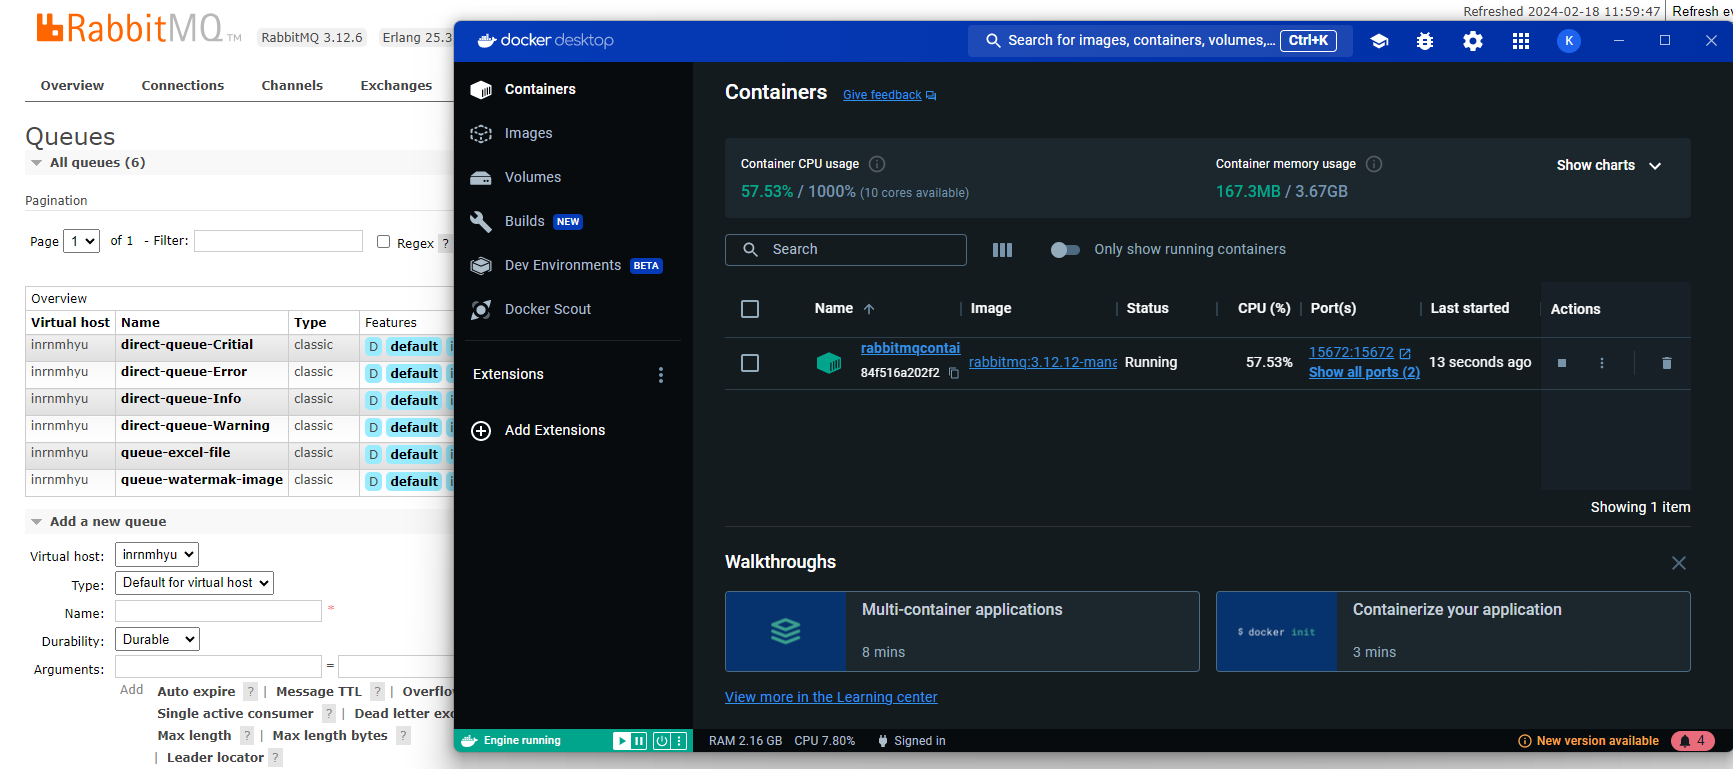 Refreshed 2024-02-18 11:59:47
Refresh ev
RabbitMQ TM
RabbitMQ 3.12.6
Erlang 25.3
Overview
Connections
Channels
Exchanges
Queues
All queues (6)
Pagination
Page 1 of 1 - Filter:
Regex ?
Overview
Virtual host Name Type Features
inrnmhyu direct-queue-Critial classic D default
inrnmhyu direct-queue-Error classic D default
inrnmhyu direct-queue-Info classic D default
inrnmhyu direct-queue-Warning classic D default
inrnmhyu queue-excel-file classic D default
inrnmhyu queue-watermak-image classic D default
Add a new queue
Virtual host: inrnmhyu
Type: Default for virtual host
Name: *
Durability: Durable
Arguments: =
Add Auto expire ? | Message TTL ? | Overflo
Single active consumer ? | Dead letter exc
Max length ? | Max length bytes ?
| Leader locator ?
docker desktop
Search for images, containers, volumes,... Ctrl+K
K
Containers
Images
Volumes
Builds NEW
Dev Environments BETA
Docker Scout
Extensions
Add Extensions
Engine running
Containers
Give feedback
Container CPU usage
57.53% / 1000% (10 cores available)
Container memory usage
167.3MB / 3.67GB
Show charts
Search
Only show running containers
Name Image Status CPU (%) Port(s) Last started Actions
rabbitmqcontai
84f516a202f2
rabbitmq:3.12.12-mana
Running
57.53%
15672:15672
Show all ports (2)
13 seconds ago
Showing 1 item
Walkthroughs
Multi-container applications
8 mins
$ docker init
Containerize your application
3 mins
View more in the Learning center
RAM 2.16 GB CPU 7.80% Signed in
New version available
4